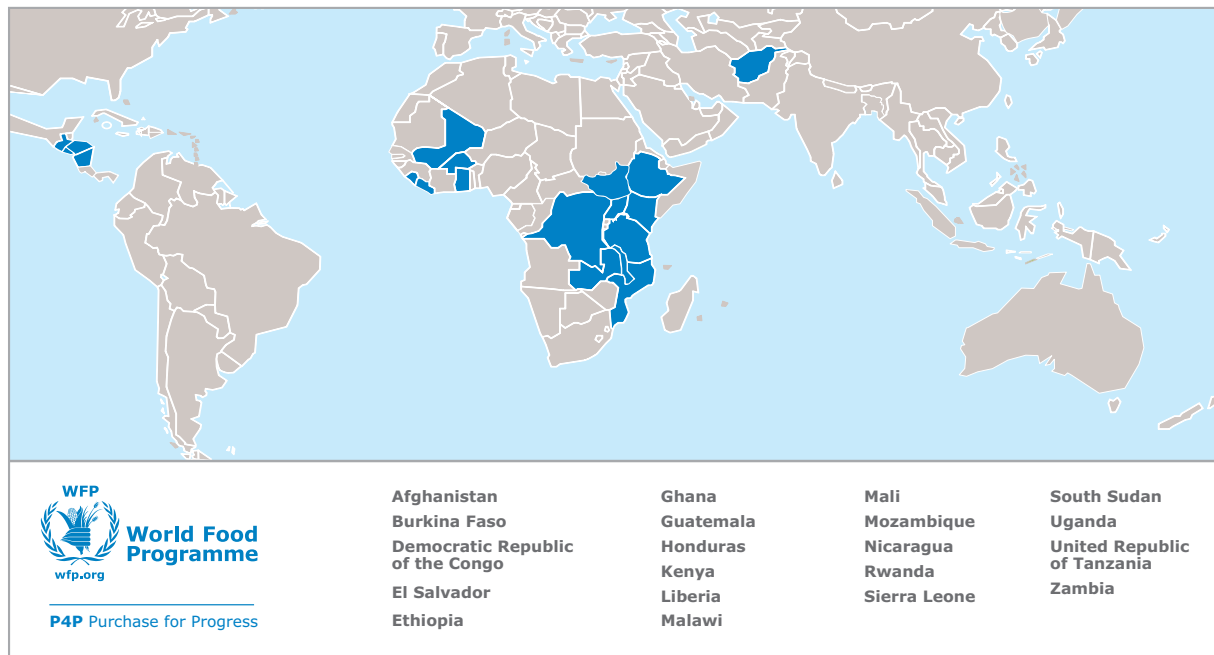 WFP
World Food
Programme
wfp.org
P4P Purchase for Progress
Afghanistan
Burkina Faso
Democratic Republic
of the Congo
El Salvador
Ethiopia
Ghana
Guatemala
Honduras
Kenya
Liberia
Malawi
Mali
Mozambique
Nicaragua
Rwanda
Sierra Leone
South Sudan
Uganda
United Republic
of Tanzania
Zambia